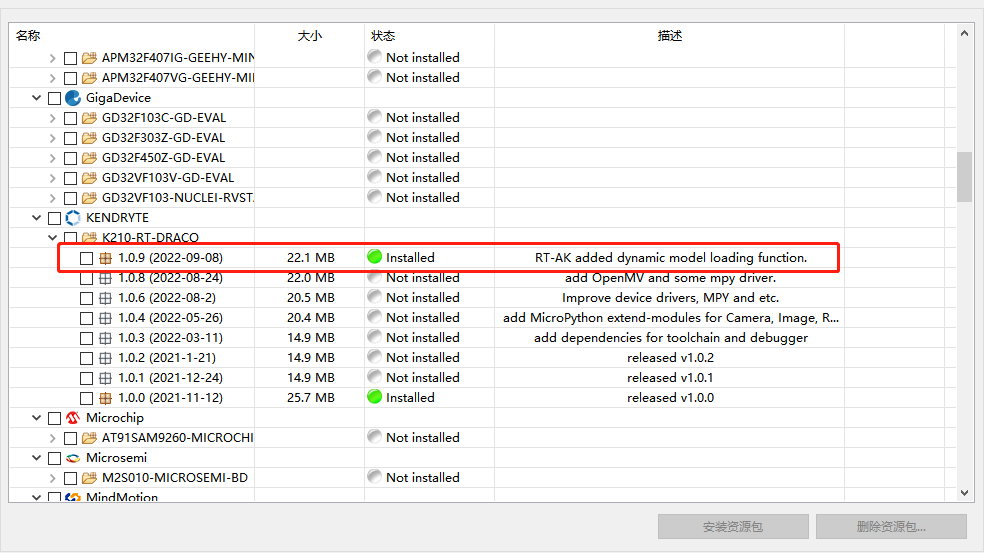 名称 大小 状态 描述
APM32F407IG-GEEHY-MIN Not installed
APM32F407VG-GEEHY-MI Not installed
GigaDevice
GD32F103C-GD-EVAL Not installed
GD32F303Z-GD-EVAL Not installed
GD32F450Z-GD-EVAL Not installed
GD32VF103V-GD-EVAL Not installed
GD32VF103-NUCLEI-RVST Not installed
KENDRYTE
K210-RT-DRACO
1.0.9 (2022-09-08) 22.1 MB Installed RT-AK added dynamic model loading function.
1.0.8 (2022-08-24) 22.0 MB Not installed add OpenMV and some mpy driver.
1.0.6 (2022-08-2) 20.5 MB Not installed Improve device drivers, MPY and etc.
1.0.4 (2022-05-26) 20.4 MB Not installed add MicroPython extend-modules for Camera, Image, R...
1.0.3 (2022-03-11) 14.9 MB Not installed add dependencies for toolchain and debugger
1.0.2 (2021-1-21) 14.9 MB Not installed released v1.0.2
1.0.1 (2021-12-24) 14.9 MB Not installed released v1.0.1
1.0.0 (2021-11-12) 25.7 MB Installed released v1.0.0
Microchip
AT91SAM9260-MICROCHI Not installed
Microsemi
M2S010-MICROSEMI-BD Not installed
MindMotion
安装资源包 删除资源包...